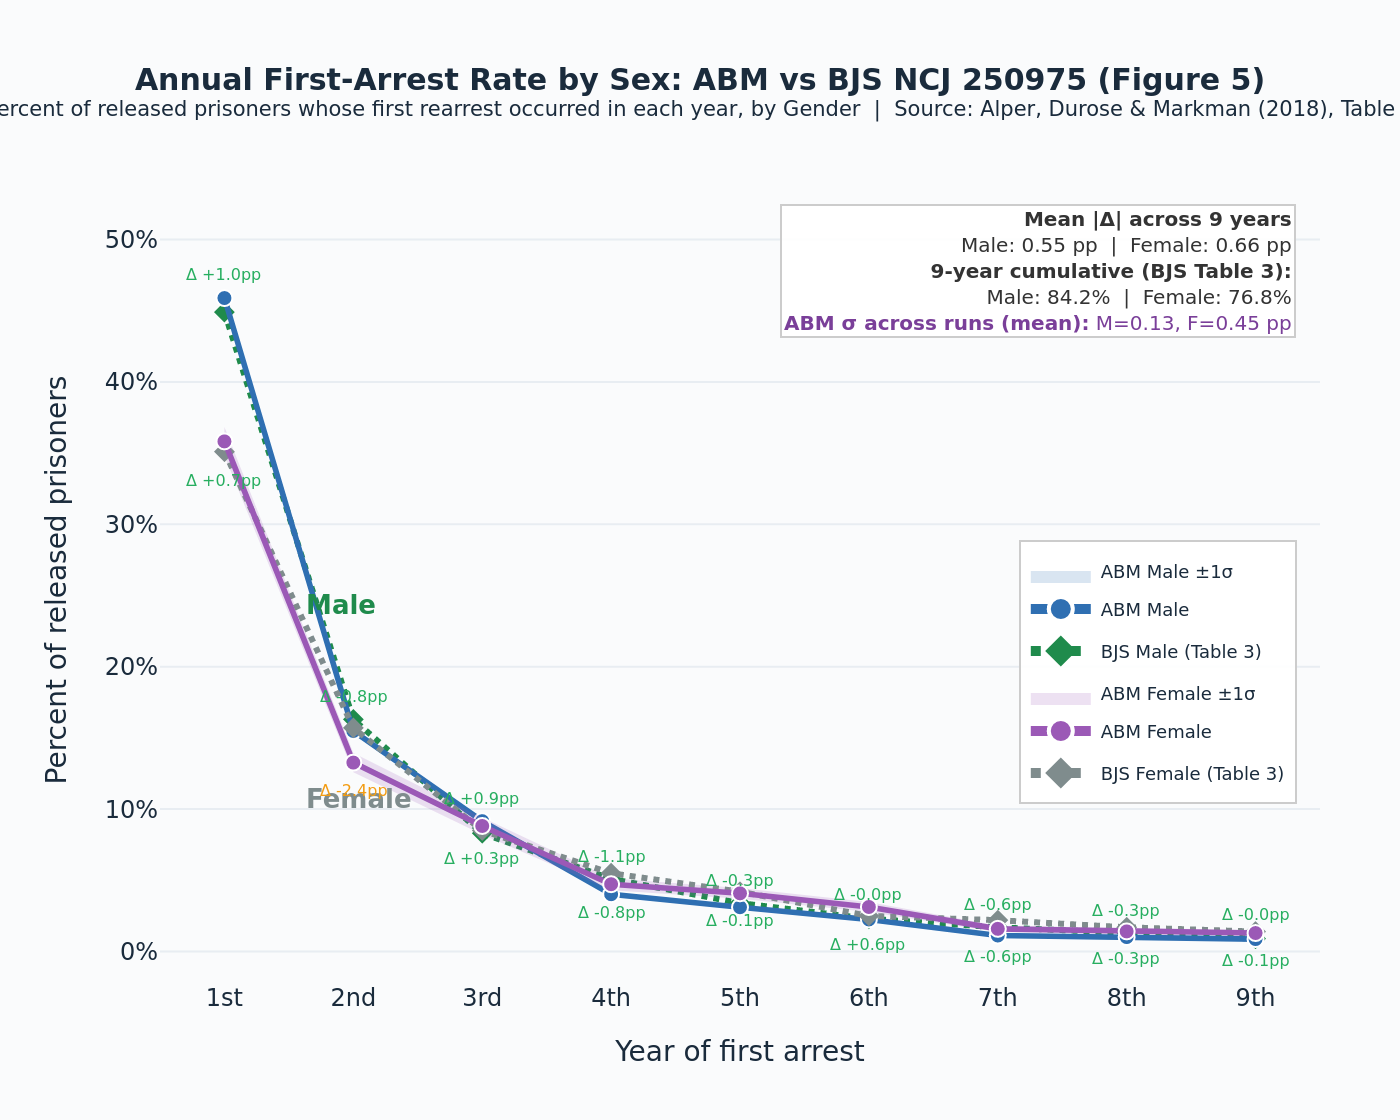 Annual First-Arrest Rate by Sex: ABM vs BJS NCJ 250975 (Figure 5)
ercent of released prisoners whose first rearrest occurred in each year, by Gender | Source: Alper, Durose & Markman (2018), Table
Mean |Δ| across 9 years
Male: 0.55 pp | Female: 0.66 pp
9-year cumulative (BJS Table 3):
Male: 84.2% | Female: 76.8%
ABM σ across runs (mean): M=0.13, F=0.45 pp
Percent of released prisoners
50%
40%
30%
20%
10%
0%
Δ +1.0pp
Δ +0.7pp
Male
Δ -0.8pp
Δ -2.4pp
Female
Δ +0.9pp
Δ +0.3pp
Δ -1.1pp
Δ -0.8pp
Δ -0.3pp
Δ -0.1pp
Δ -0.0pp
Δ +0.6pp
Δ -0.6pp
Δ -0.6pp
Δ -0.3pp
Δ -0.3pp
Δ -0.0pp
Δ -0.1pp
ABM Male ±1σ
ABM Male
BJS Male (Table 3)
ABM Female ±1σ
ABM Female
BJS Female (Table 3)
1st 2nd 3rd 4th 5th 6th 7th 8th 9th
Year of first arrest